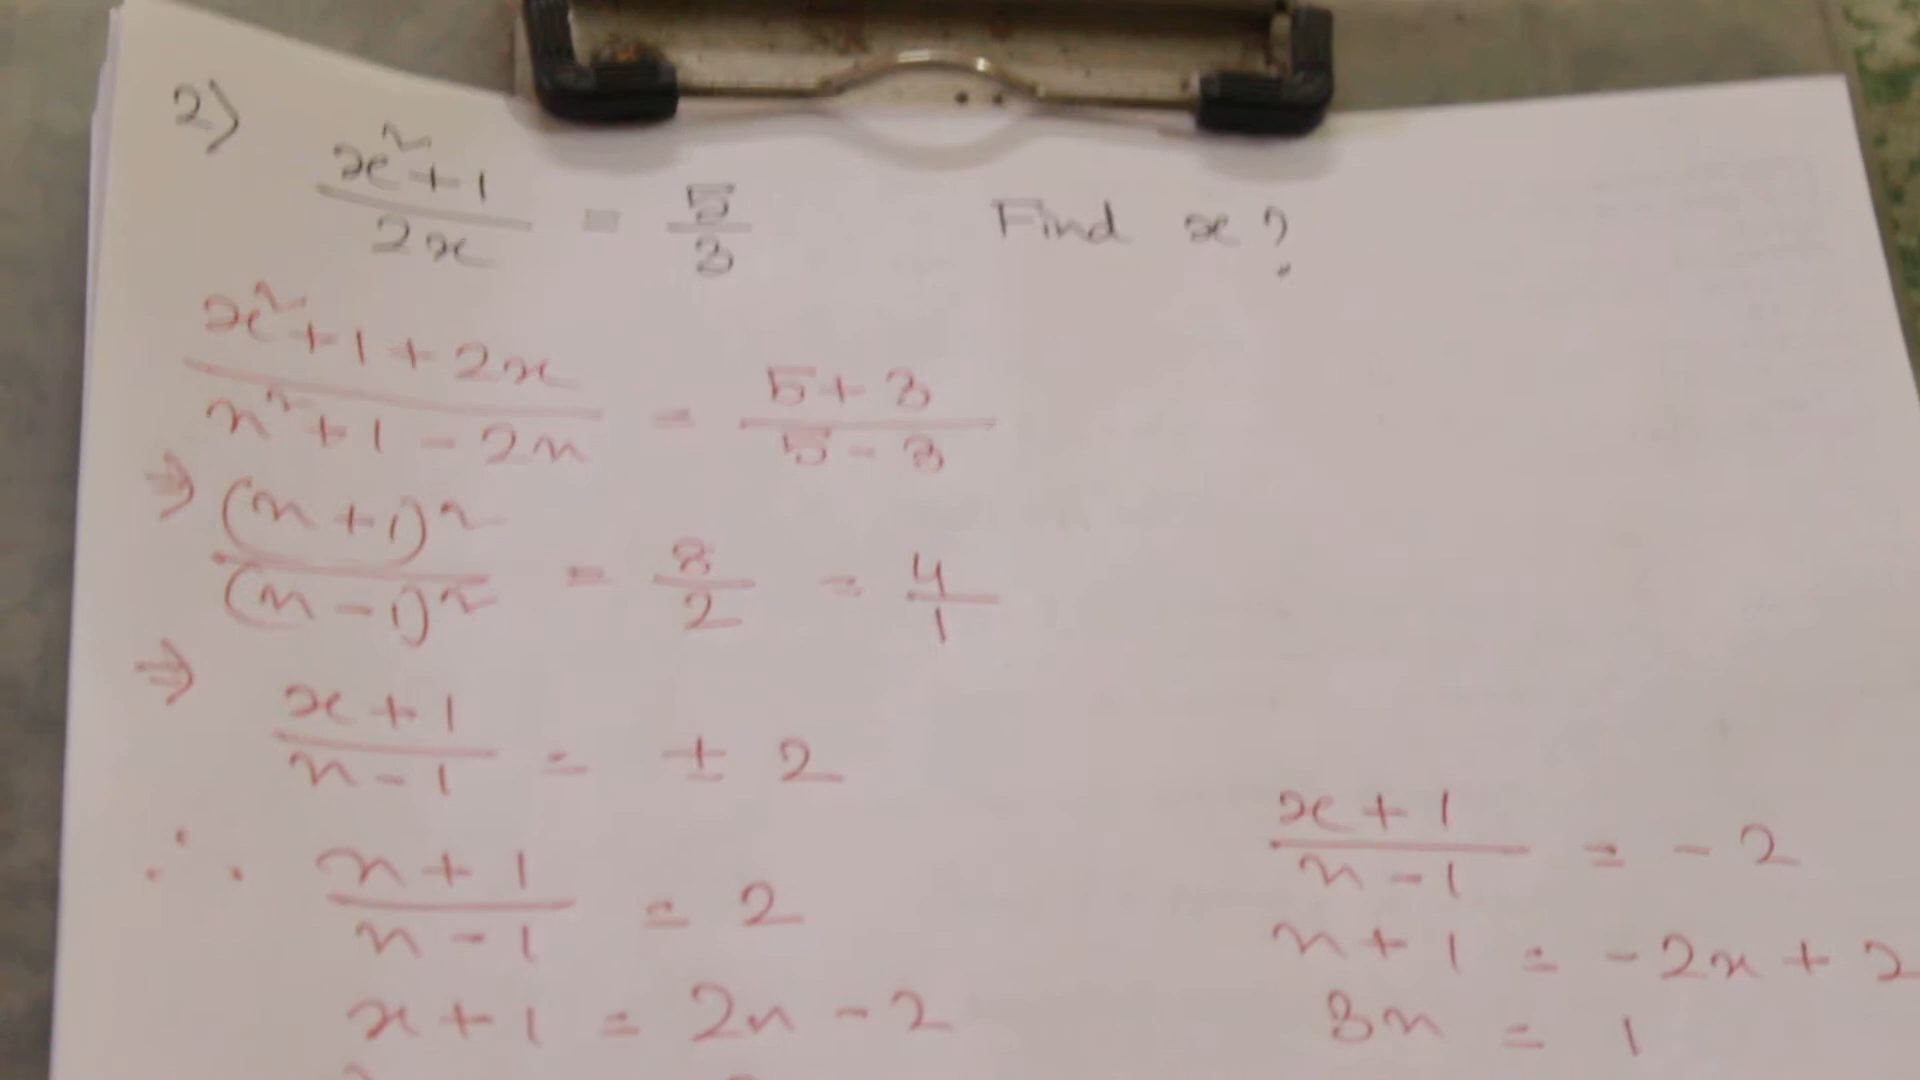 2)
x²+1/2x = 5/3 Find x?
x²+1+2x/x²+1-2x = 5+3/5-3
⇒ (x+1)²/(x-1)² = 8/2 = 4/1
⇒ x+1/x-1 = ± 2
∴ x+1/x-1 = 2
x+1 = 2x-2
x+1/x-1 = -2
x+1 = -2x+2
3x = 1